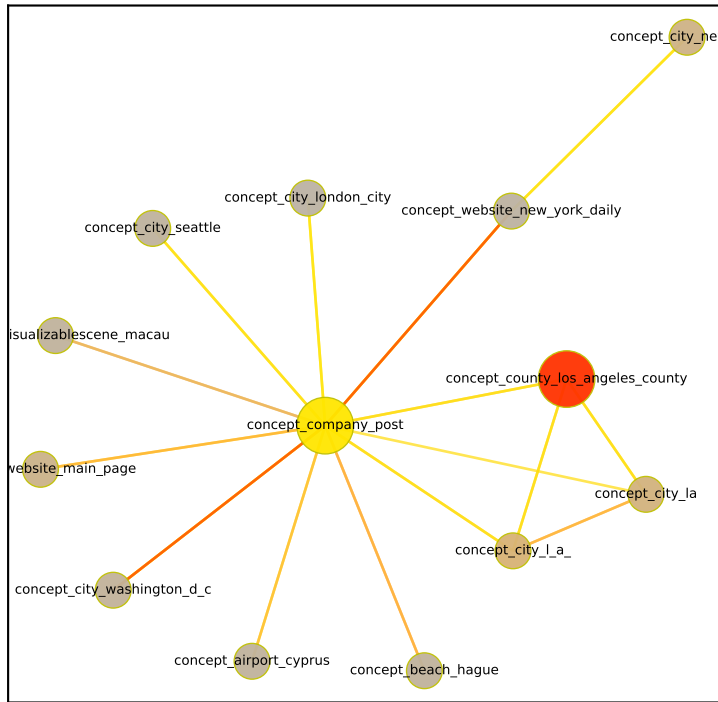 concept_city_ne
concept_city_london_city
concept_website_new_york_daily
concept_city_seattle
isualizablescene_macau
concept_county_los_angeles_county
concept_company_post
website_main_page
concept_city_la
concept_city_l_a_
concept_city_washington_d_c
concept_airport_cyprus
concept_beach_hague